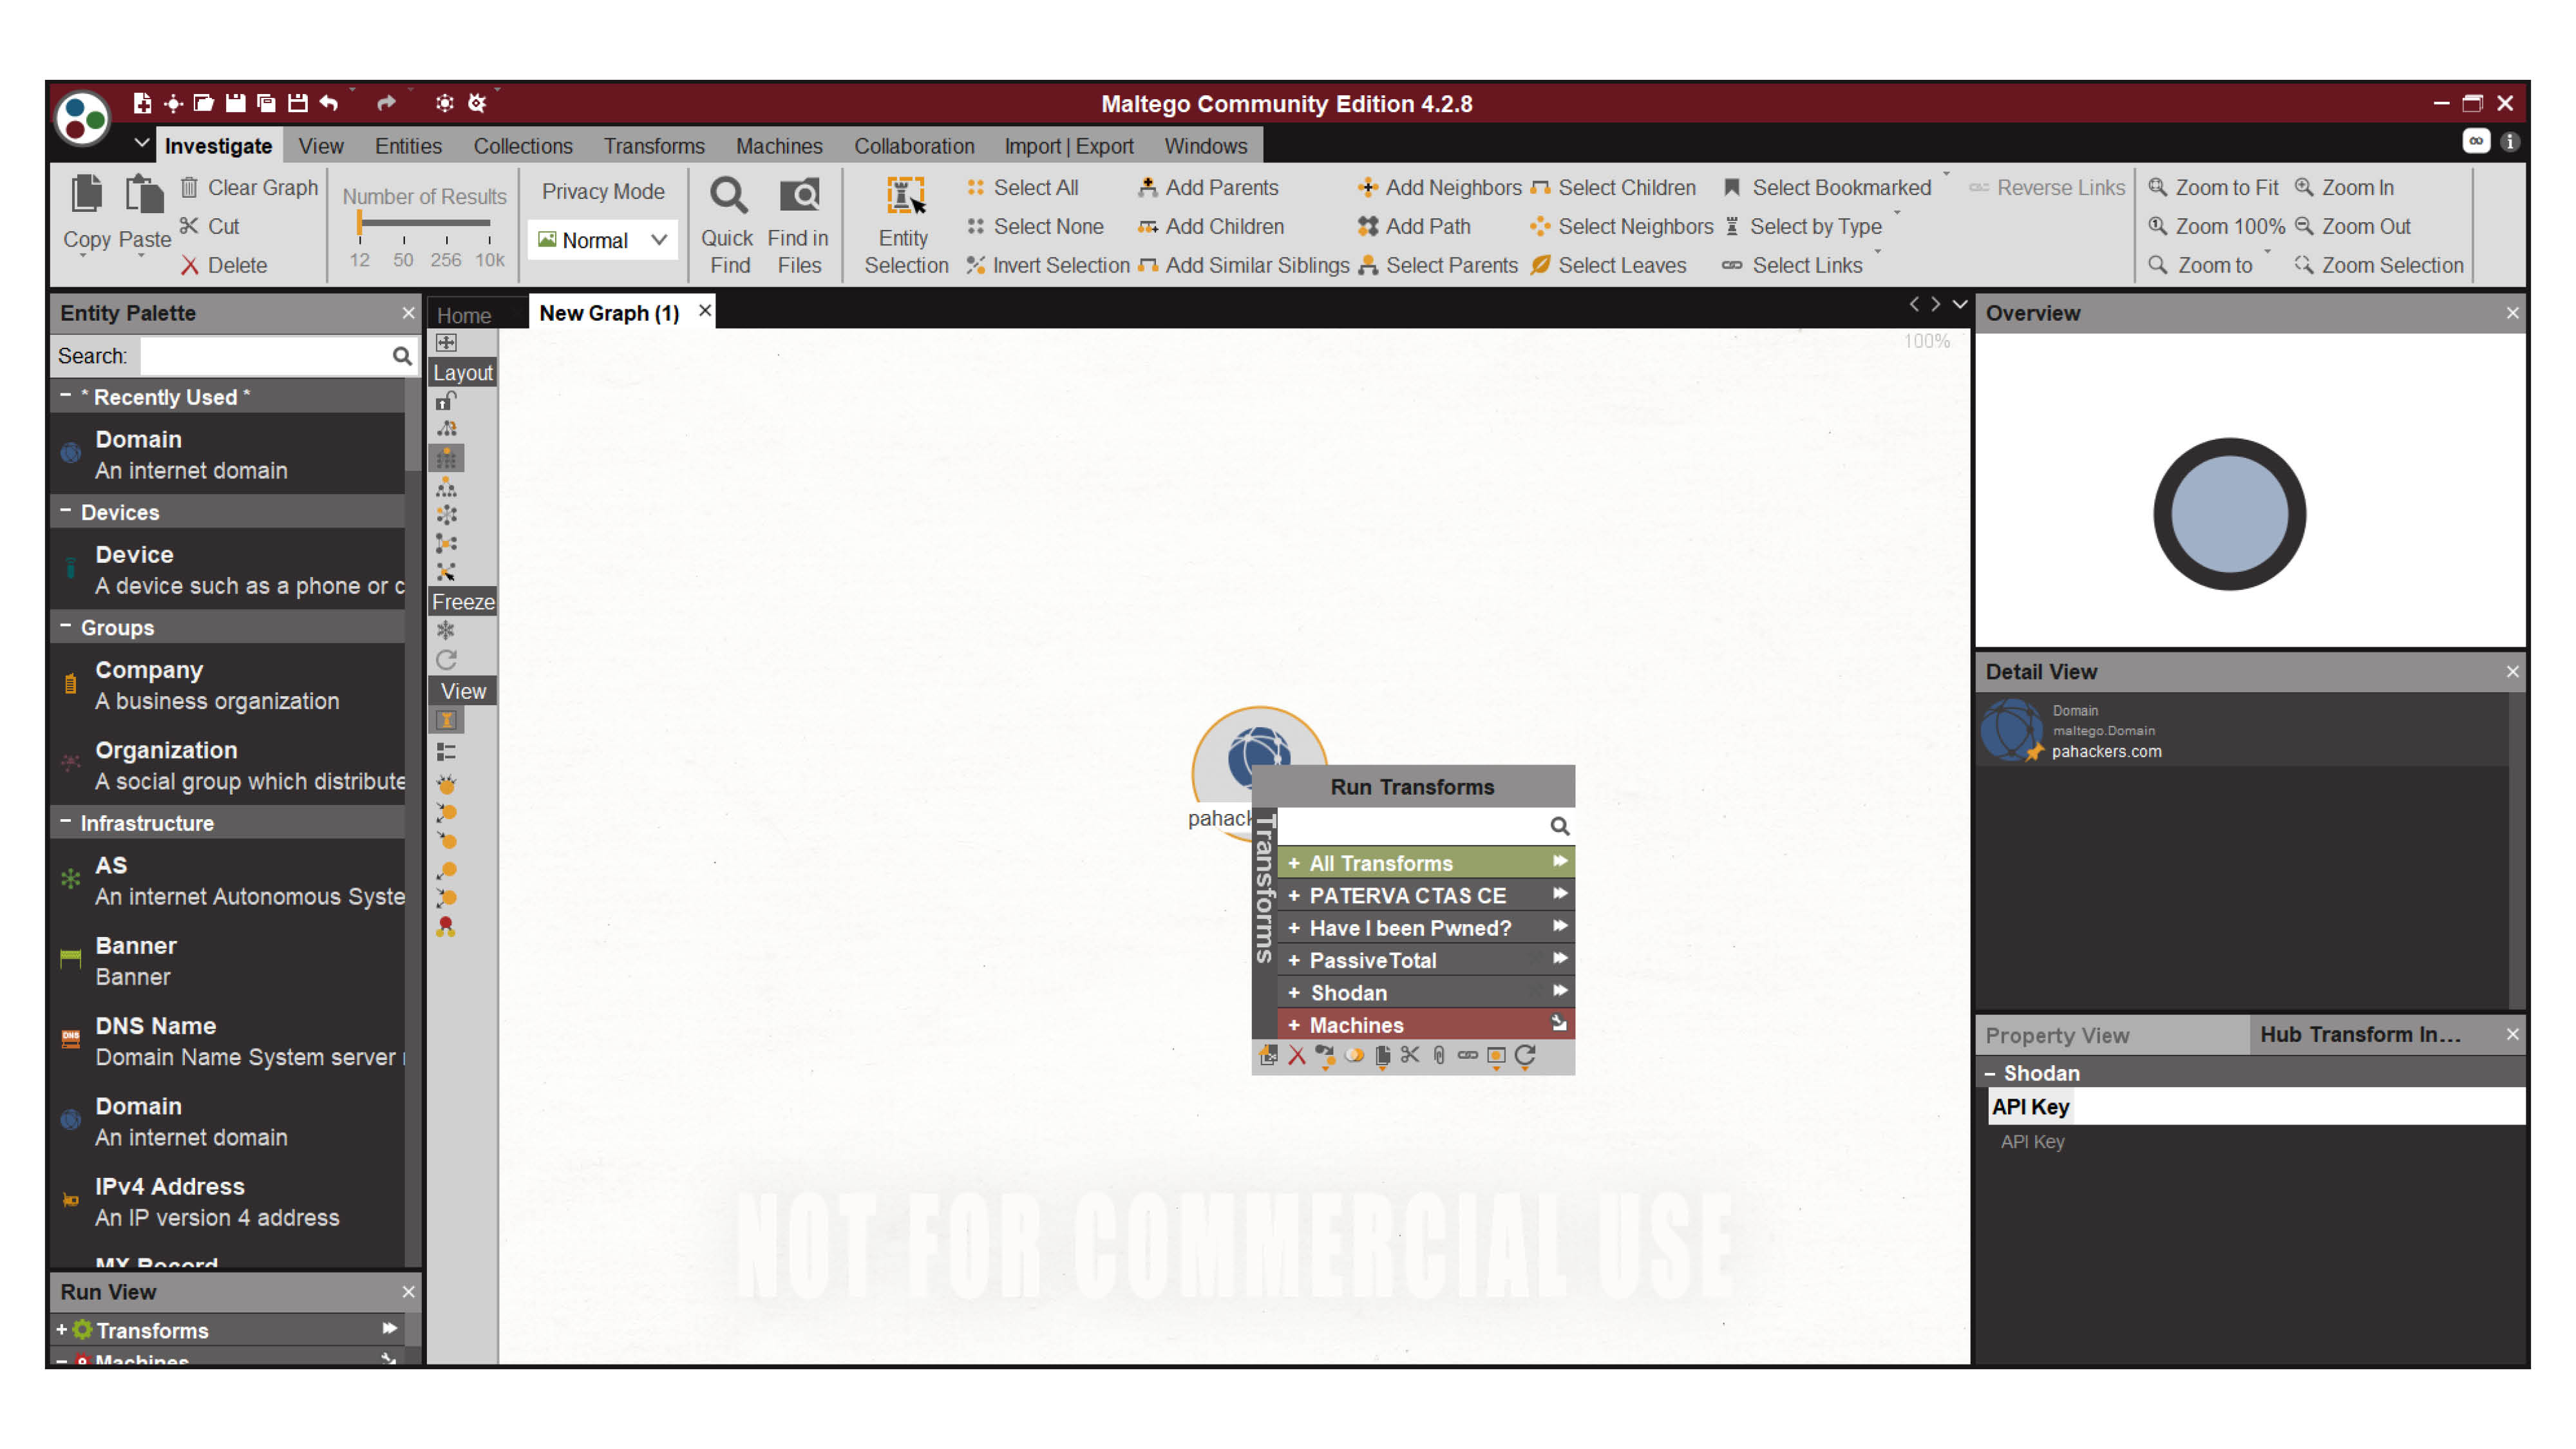 Maltego Community Edition 4.2.8
Investigate View Entities Collections Transforms Machines Collaboration Import | Export Windows
Copy Paste Clear Graph Cut Delete
Number of Results
12 50 256 10k
Privacy Mode
Normal
Quick Find
Find in Files
Entity Selection
Select All Add Parents Add Neighbors Select Children Select Bookmarked Reverse Links
Select None Add Children Add Path Select Neighbors Select by Type
Invert Selection Add Similar Siblings Select Parents Select Leaves Select Links
Zoom to Fit Zoom In
Zoom 100% Zoom Out
Zoom to Zoom Selection
Entity Palette
Search:
* Recently Used *
Domain
An internet domain
Devices
Device
A device such as a phone or c
Groups
Company
A business organization
Organization
A social group which distribute
Infrastructure
AS
An internet Autonomous Syste
Banner
Banner
DNS Name
Domain Name System server
Domain
An internet domain
IPv4 Address
An IP version 4 address
MX Record
Run View
+ Transforms
- Machines
Home New Graph (1)
Layout
Freeze
View
100%
pahack
Run Transforms
Transforms
+ All Transforms
+ PATERVA CTAS CE
+ Have I been Pwned?
+ PassiveTotal
+ Shodan
+ Machines
NOT FOR COMMERCIAL USE
Overview
Detail View
Domain
maltego.Domain
pahackers.com
Property View Hub Transform In...
- Shodan
API Key
API Key